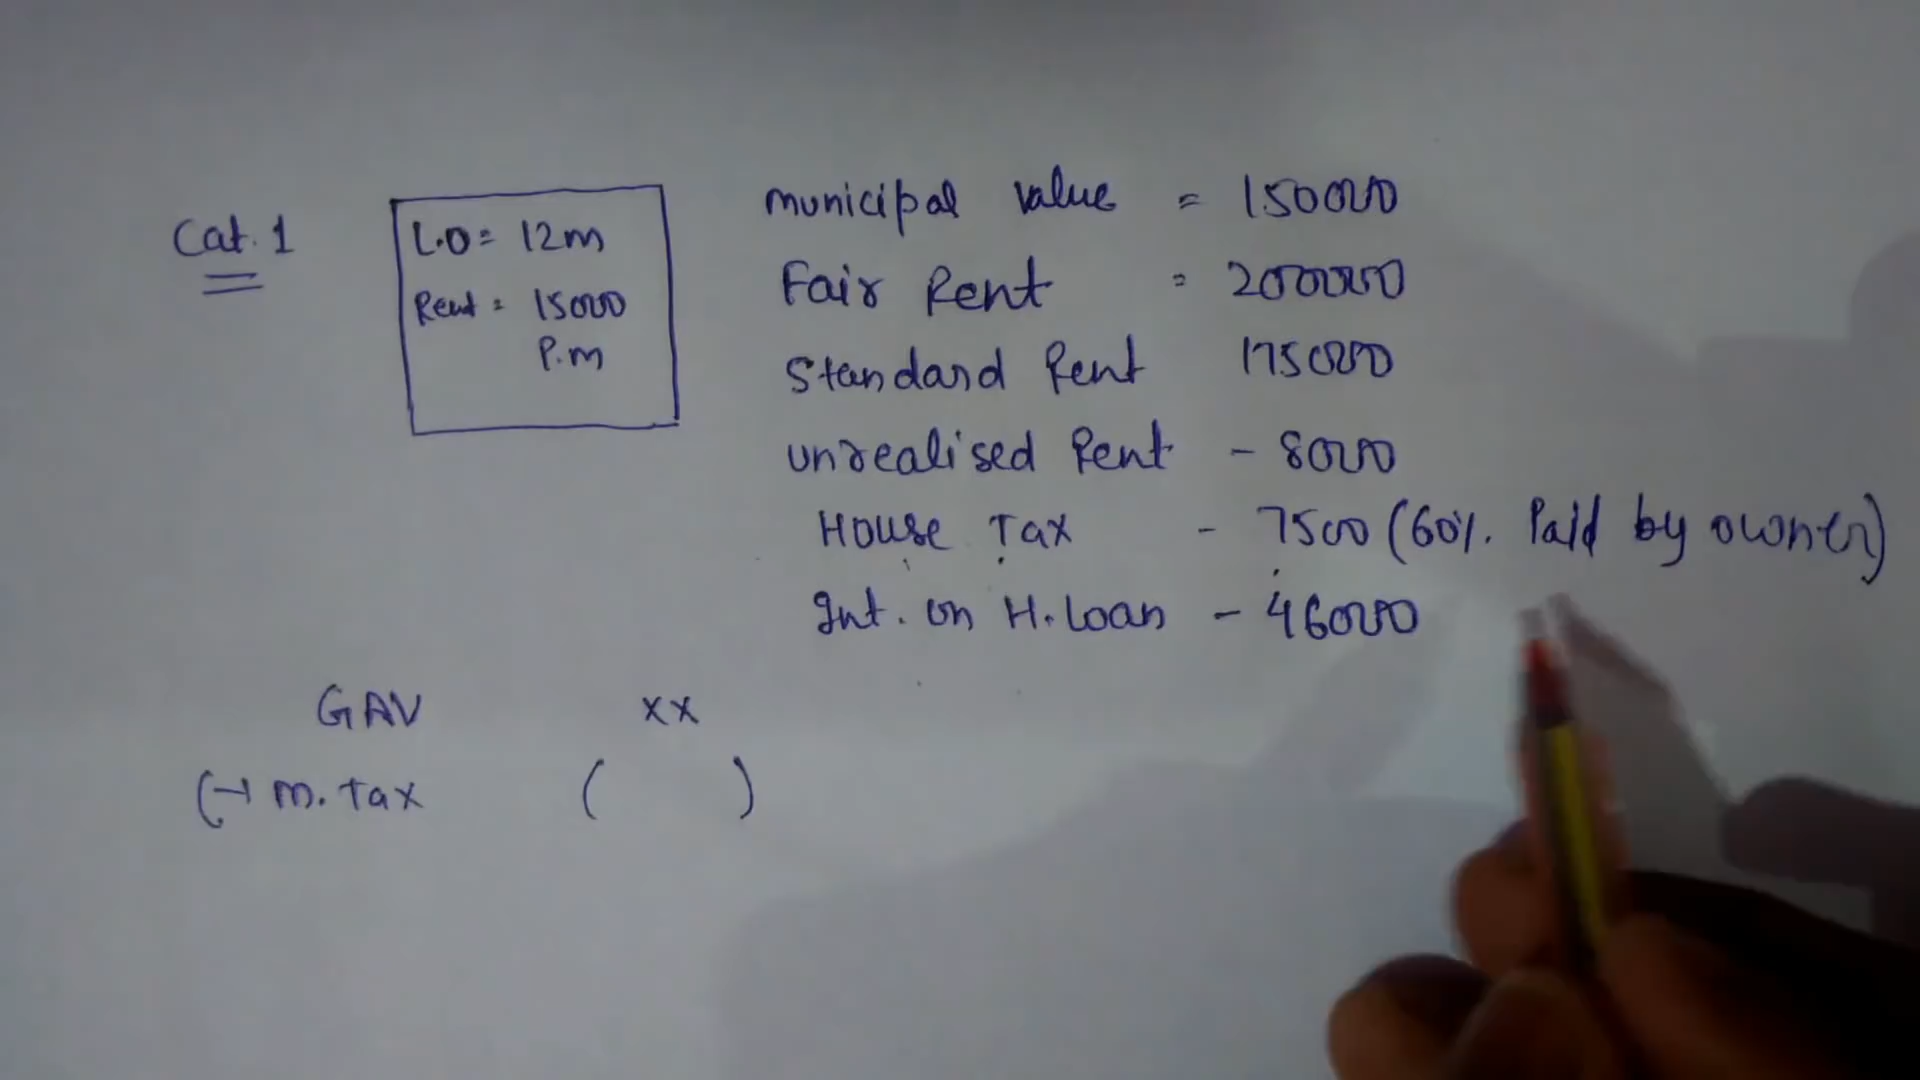 Cat. 1
L.O = 12m
Rent = 15000
P.m
municipal value = 150000
Fair Rent = 200000
Standard Rent 175000
unrealised Rent - 8000
House Tax - 7500 (60%. Paid by owner)
Int. on H. Loan - 46000
GAV xx
(-) m. Tax ( )